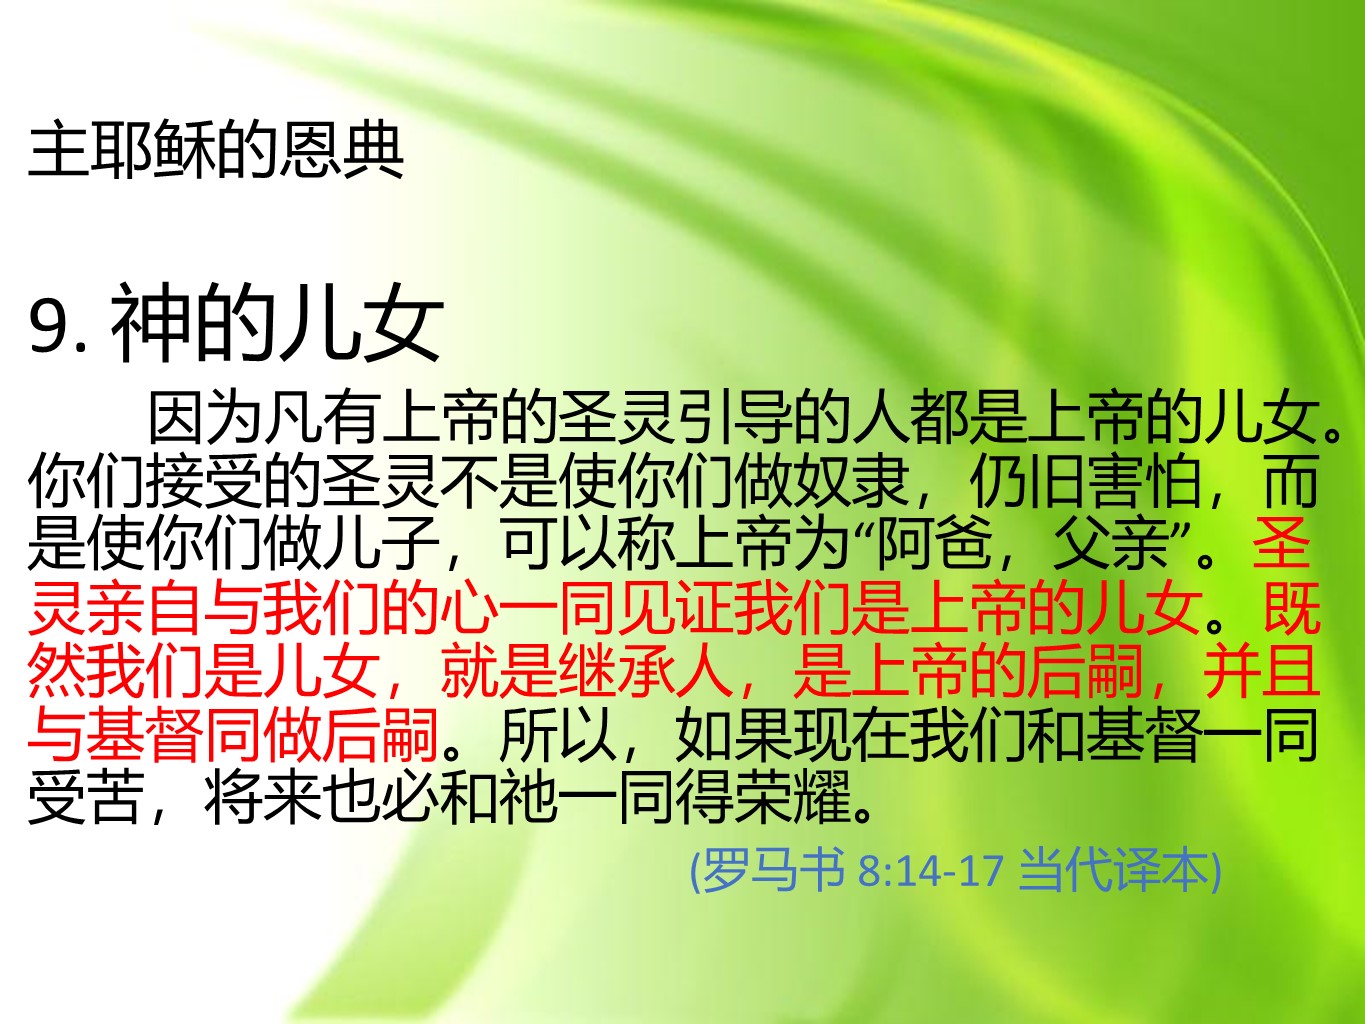 主耶稣的恩典
9. 神的儿女
因为凡有上帝的圣灵引导的人都是上帝的儿女。
你们接受的圣灵不是使你们做奴隶，仍旧害怕，而
是使你们做儿子，可以称上帝为“阿爸，父亲”。圣
灵亲自与我们的心一同见证我们是上帝的儿女。既
然我们是儿女，就是继承人，是上帝的后嗣，并且
与基督同做后嗣。所以，如果现在我们和基督一同
受苦，将来也必和祂一同得荣耀。
(罗马书 8:14-17 当代译本)